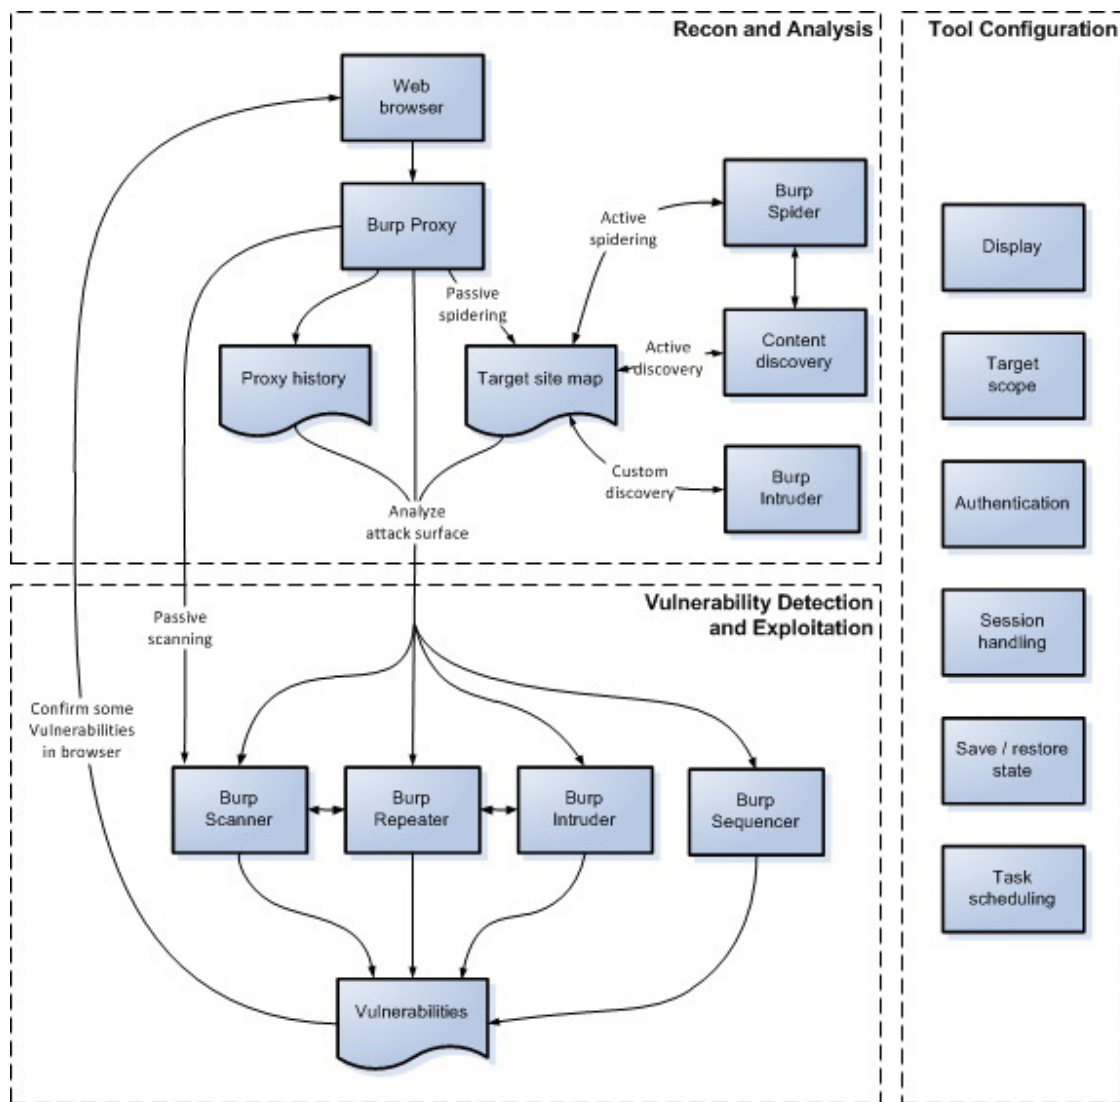 Recon and Analysis
Tool Configuration
Web
browser
Burp Proxy
Burp
Spider
Active
spidering
Passive
spidering
Proxy history
Target site map
Active
discovery
Content
discovery
Custom
discovery
Burp
Intruder
Analyze
attack surface
Vulnerability Detection
and Exploitation
Passive
scanning
Confirm some
Vulnerabilities
in browser
Burp
Scanner
Burp
Repeater
Burp
Intruder
Burp
Sequencer
Vulnerabilities
Display
Target
scope
Authentication
Session
handling
Save / restore
state
Task
scheduling